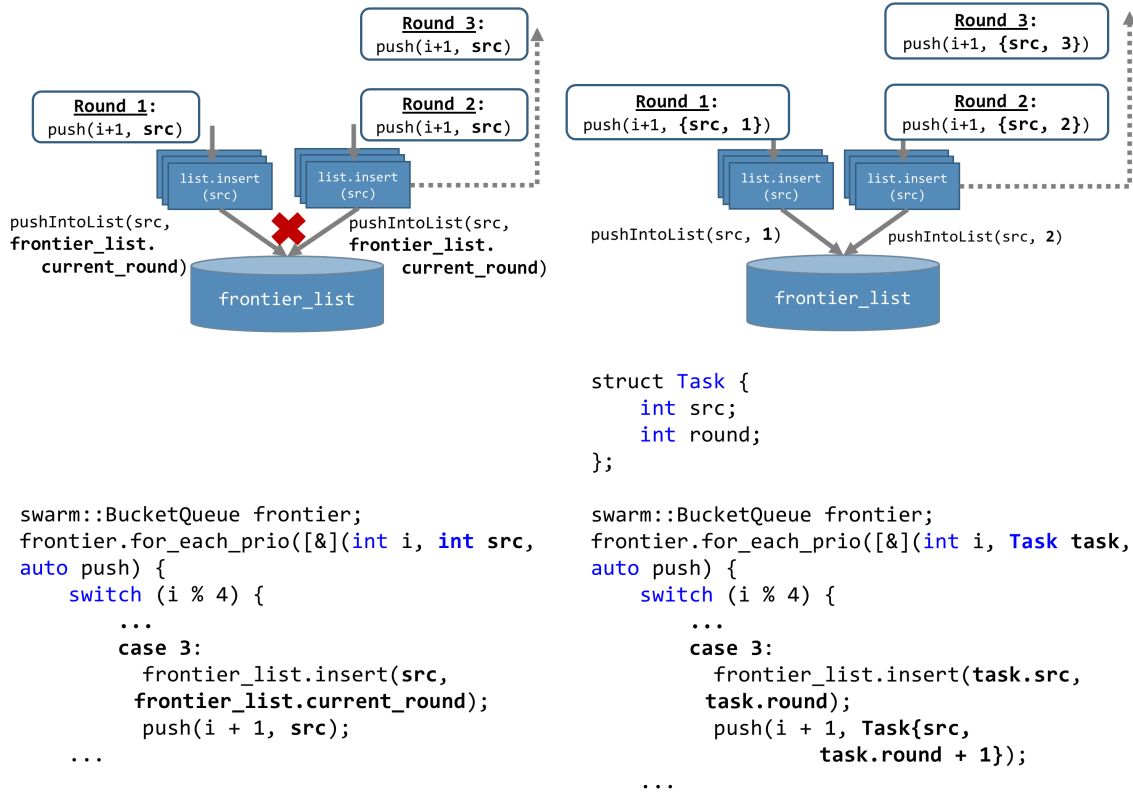 Round 3:
push(i+1, src)
Round 1:
push(i+1, src)
Round 2:
push(i+1, src)
list.insert
(src)
list.insert
(src)
pushIntoList(src,
frontier_list.
current_round)
pushIntoList(src,
frontier_list.
current_round)
frontier_list
Round 3:
push(i+1, {src, 3})
Round 1:
push(i+1, {src, 1})
Round 2:
push(i+1, {src, 2})
list.insert
(src)
list.insert
(src)
pushIntoList(src, 1)
pushIntoList(src, 2)
frontier_list
swarm::BucketQueue frontier;
frontier.for_each_prio([&](int i, int src,
auto push) {
switch (i % 4) {
...
case 3:
frontier_list.insert(src,
frontier_list.current_round);
push(i + 1, src);
...
struct Task {
int src;
int round;
};
swarm::BucketQueue frontier;
frontier.for_each_prio([&](int i, Task task,
auto push) {
switch (i % 4) {
...
case 3:
frontier_list.insert(task.src,
task.round);
push(i + 1, Task{src,
task.round + 1});
...